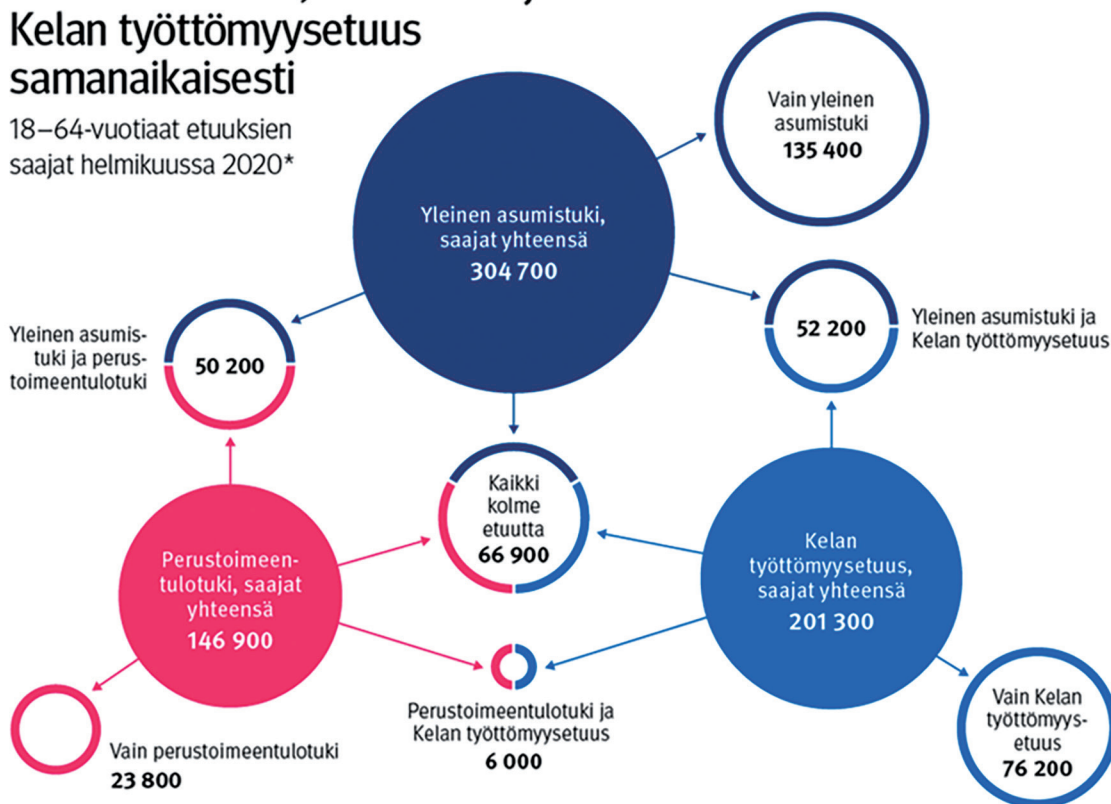 Kelan työttömyysetuus
samanaikaisesti
18–64-vuotiaat etuuksien
saajat helmikuussa 2020*
Vain yleinen
asumistuki
135 400
Yleinen asumistuki,
saajat yhteensä
304 700
Yleinen asumis-
tuki ja perus-
toimeentulotuki
50 200
52 200
Yleinen asumistuki ja
Kelan työttömyysetuus
Kaikki
kolme
etuutta
66 900
Perustoimeen-
tulotuki, saajat
yhteensä
146 900
Kelan
työttömyysetuus,
saajat yhteensä
201 300
Vain perustoimeentulotuki
23 800
Perustoimeentulotuki ja
Kelan työttömyysetuus
6 000
Vain Kelan
työttömyys-
etuus
76 200